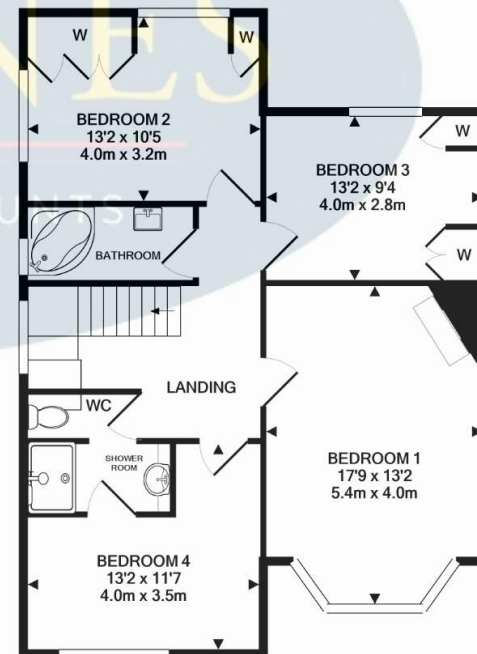 NES
UNTS
W
W
BEDROOM 2
13'2 x 10'5
4.0m x 3.2m
W
BEDROOM 3
13'2 x 9'4
4.0m x 2.8m
W
BATHROOM
LANDING
WC
SHOWER
ROOM
BEDROOM 1
17'9 x 13'2
5.4m x 4.0m
BEDROOM 4
13'2 x 11'7
4.0m x 3.5m